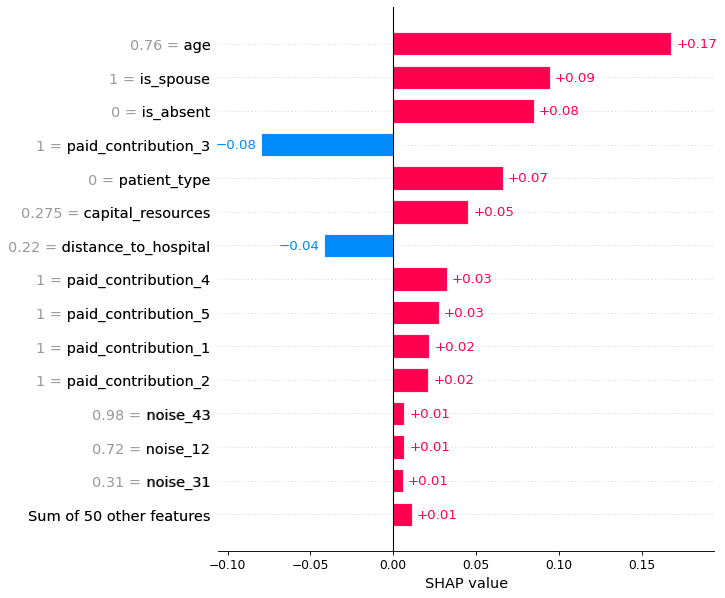 0.76 = age +0.17
1 = is_spouse +0.09
0 = is_absent +0.08
1 = paid_contribution_3 −0.08
0 = patient_type +0.07
0.275 = capital_resources +0.05
0.22 = distance_to_hospital −0.04
1 = paid_contribution_4 +0.03
1 = paid_contribution_5 +0.03
1 = paid_contribution_1 +0.02
1 = paid_contribution_2 +0.02
0.98 = noise_43 +0.01
0.72 = noise_12 +0.01
0.31 = noise_31 +0.01
Sum of 50 other features +0.01
−0.10 −0.05 0.00 0.05 0.10 0.15
SHAP value